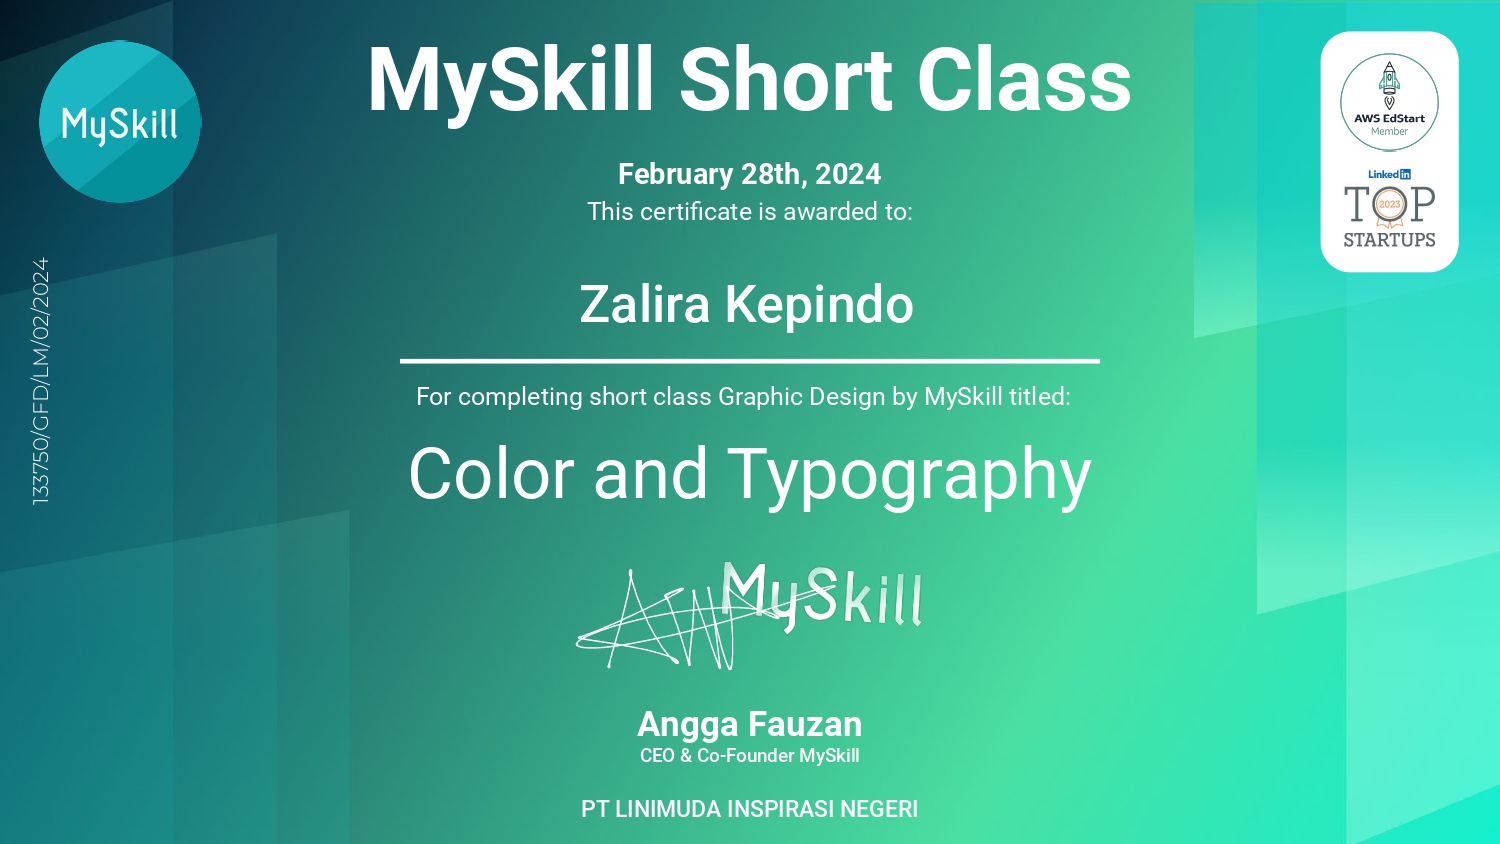 MySkill
MySkill Short Class
AWS EdStart
Member
Linked in
TOP
2023
STARTUPS
February 28th, 2024
This certificate is awarded to:
Zalira Kepindo
133750/GFD/LM/02/2024
For completing short class Graphic Design by MySkill titled:
Color and Typography
MySkill
Angga Fauzan
CEO & Co-Founder MySkill
PT LINIMUDA INSPIRASI NEGERI